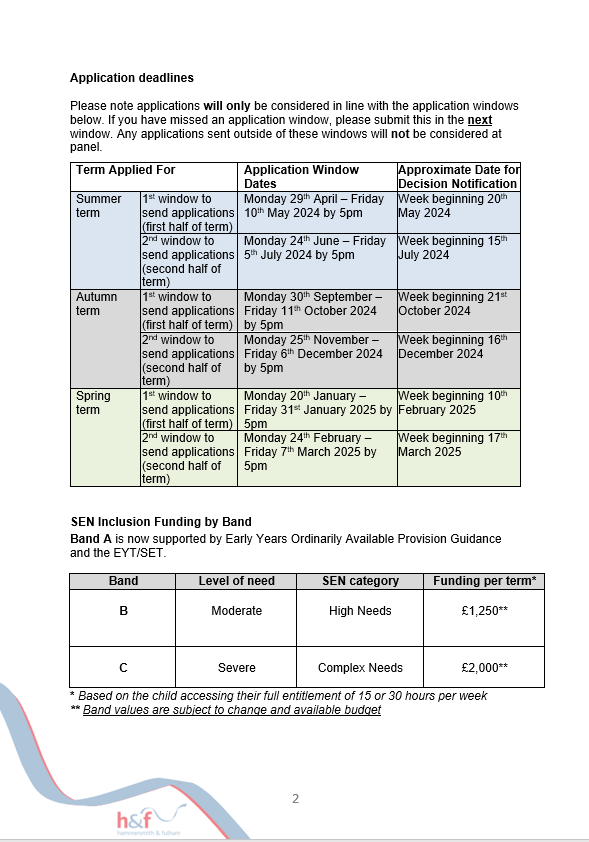 Application deadlines
Please note applications will only be considered in line with the application windows
below. If you have missed an application window, please submit this in the next
window. Any applications sent outside of these windows will not be considered at
panel.
Term Applied For
Application Window
Dates
Approximate Date for
Decision Notification
Summer
term
1st window to
send applications
(first half of term)
Monday 29th April – Friday
10th May 2024 by 5pm
Week beginning 20th
May 2024
2nd window to
send applications
(second half of
term)
Monday 24th June – Friday
5th July 2024 by 5pm
Week beginning 15th
July 2024
Autumn
term
1st window to
send applications
(first half of term)
Monday 30th September –
Friday 11th October 2024
by 5pm
Week beginning 21st
October 2024
2nd window to
send applications
(second half of
term)
Monday 25th November –
Friday 6th December 2024
by 5pm
Week beginning 16th
December 2024
Spring
term
1st window to
send applications
(first half of term)
Monday 20th January –
Friday 31st January 2025 by
5pm
Week beginning 10th
February 2025
2nd window to
send applications
(second half of
term)
Monday 24th February –
Friday 7th March 2025 by
5pm
Week beginning 17th
March 2025
SEN Inclusion Funding by Band
Band A is now supported by Early Years Ordinarily Available Provision Guidance
and the EYT/SET.
Band Level of need SEN category Funding per term*
B Moderate High Needs £1,250**
C Severe Complex Needs £2,000**
* Based on the child accessing their full entitlement of 15 or 30 hours per week
** Band values are subject to change and available budget
2
h&f
hammersmith & fulham